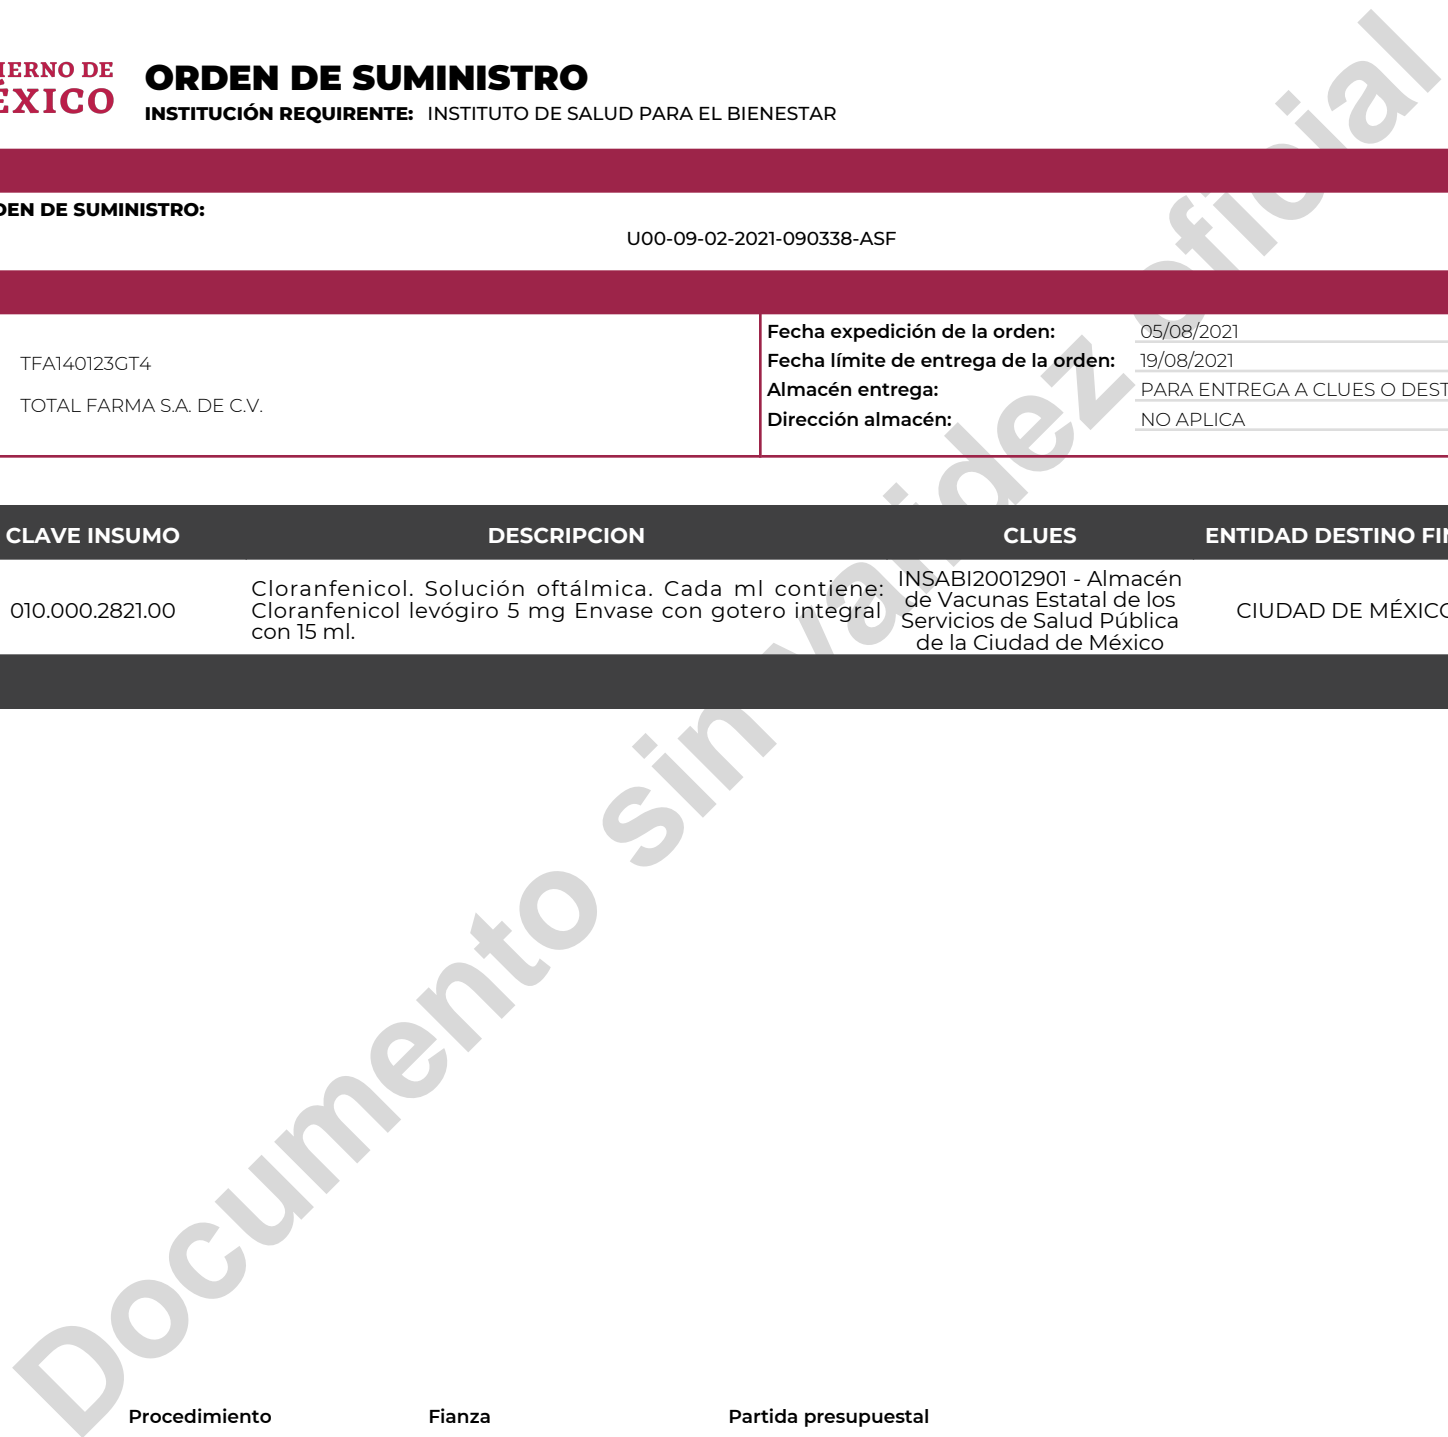 IERNO DE
ÉXICO
ORDEN DE SUMINISTRO
INSTITUCIÓN REQUIRENTE: INSTITUTO DE SALUD PARA EL BIENESTAR
DEN DE SUMINISTRO:
U00-09-02-2021-090338-ASF
TFA140123GT4
TOTAL FARMA S.A. DE C.V.
Fecha expedición de la orden: 05/08/2021
Fecha límite de entrega de la orden: 19/08/2021
Almacén entrega: PARA ENTREGA A CLUES O DEST
Dirección almacén: NO APLICA
CLAVE INSUMO DESCRIPCION CLUES ENTIDAD DESTINO FIN
010.000.2821.00
Cloranfenicol. Solución oftálmica. Cada ml contiene:
Cloranfenicol levógiro 5 mg Envase con gotero integral
con 15 ml.
INSABI20012901 - Almacén
de Vacunas Estatal de los
Servicios de Salud Pública
de la Ciudad de México
CIUDAD DE MÉXICO
Documento sin validez oficial
Procedimiento Fianza Partida presupuestal